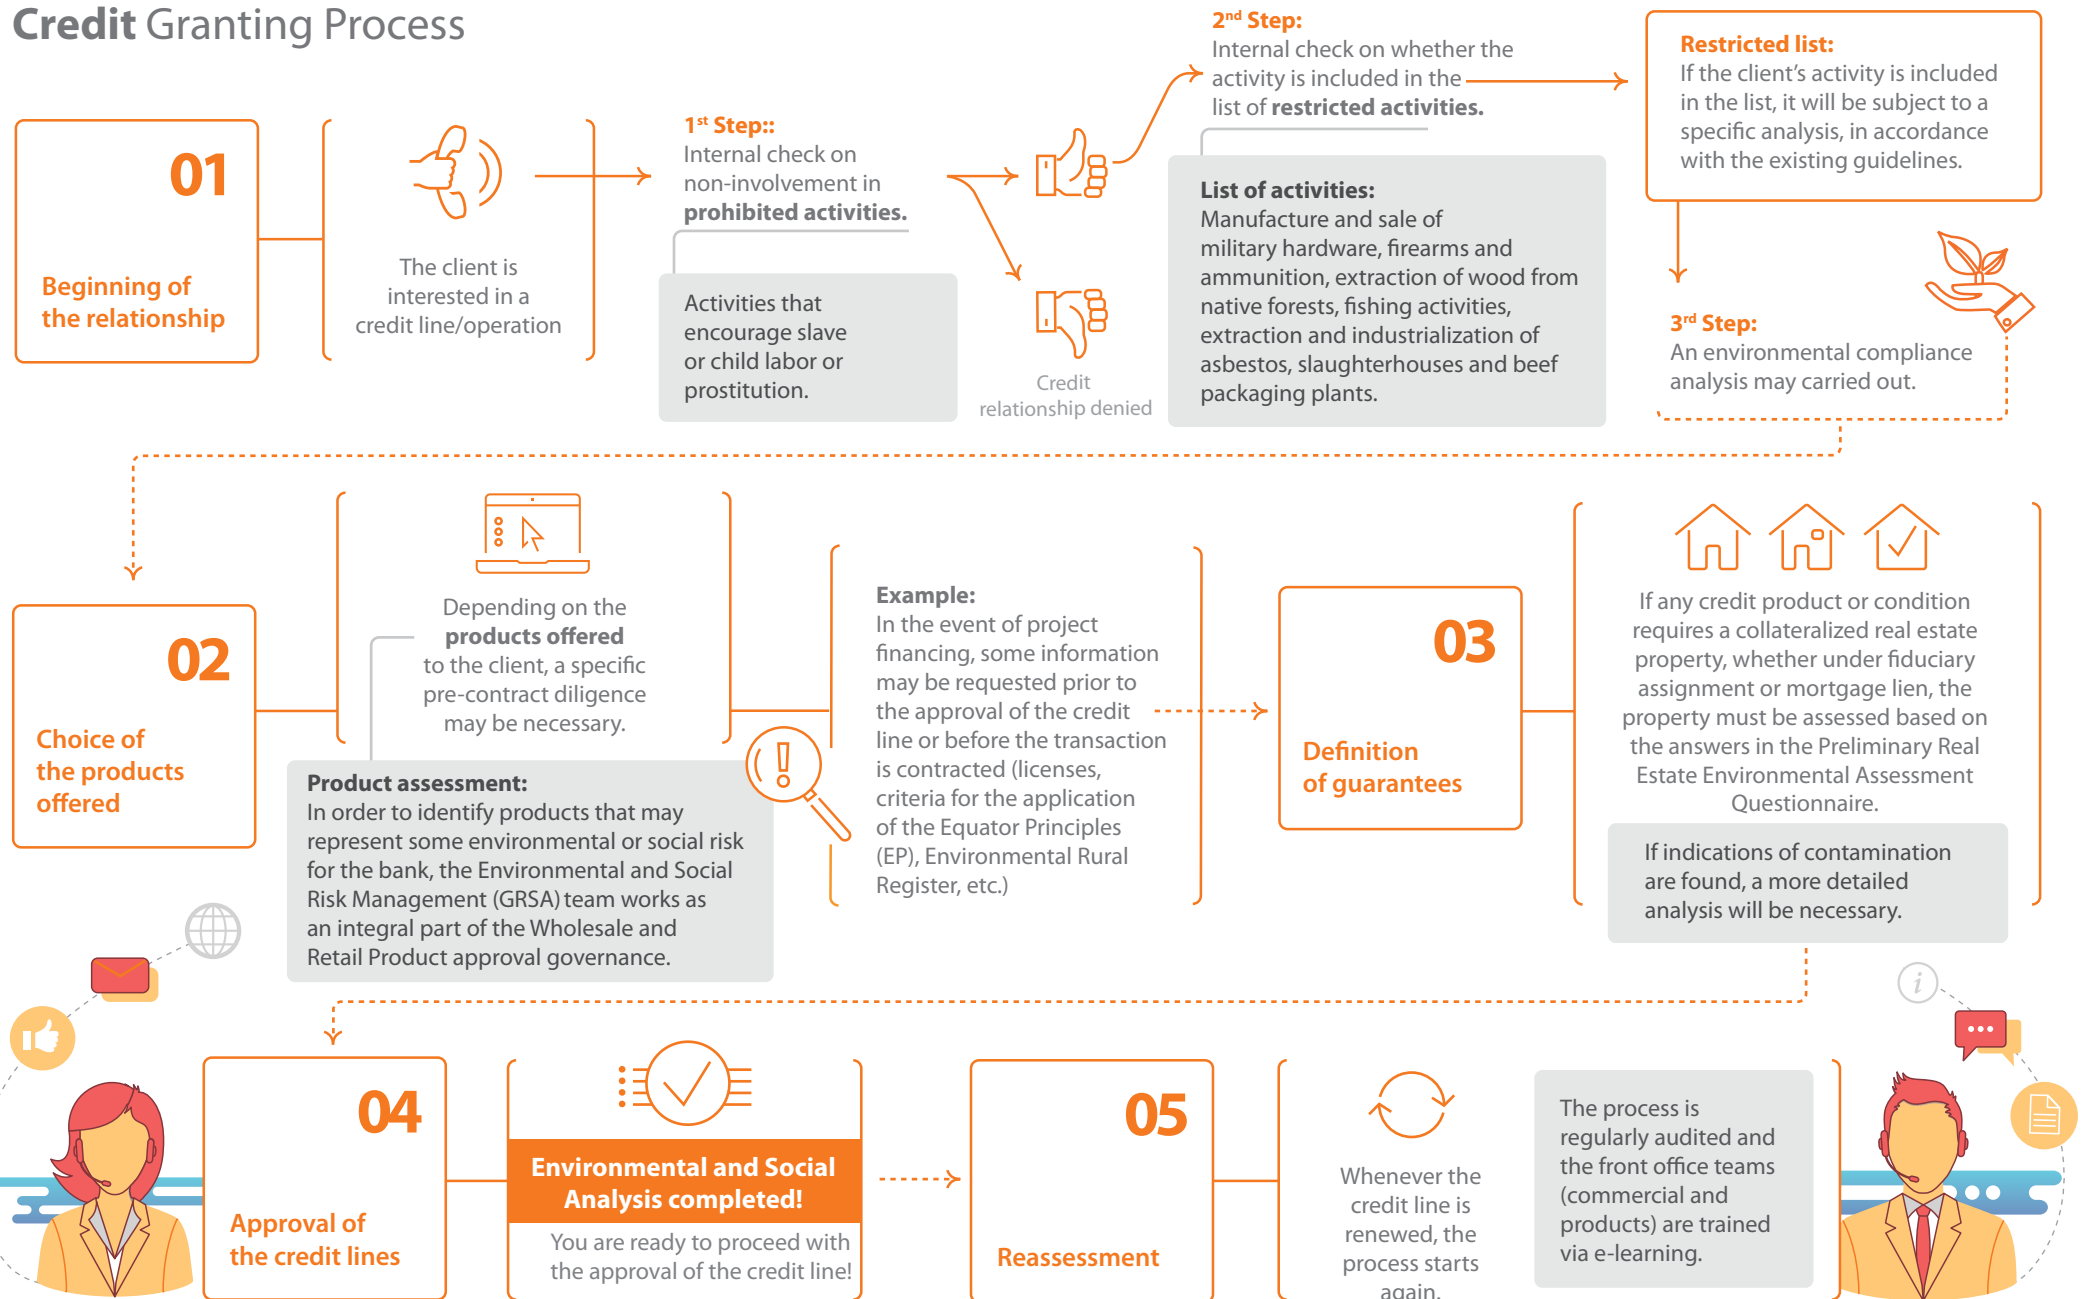 Credit Granting Process
01
Beginning of
the relationship
The client is
interested in a
credit line/operation
1st Step::
Internal check on
non-involvement in
prohibited activities.
Activities that
encourage slave
or child labor or
prostitution.
Credit
relationship denied
2nd Step:
Internal check on whether the
activity is included in the
list of restricted activities.
List of activities:
Manufacture and sale of
military hardware, firearms and
ammunition, extraction of wood from
native forests, fishing activities,
extraction and industrialization of
asbestos, slaughterhouses and beef
packaging plants.
Restricted list:
If the client's activity is included
in the list, it will be subject to a
specific analysis, in accordance
with the existing guidelines.
3rd Step:
An environmental compliance
analysis may carried out.
02
Choice of
the products
offered
Depending on the
products offered
to the client, a specific
pre-contract diligence
may be necessary.
Product assessment:
In order to identify products that may
represent some environmental or social risk
for the bank, the Environmental and Social
Risk Management (GRSA) team works as
an integral part of the Wholesale and
Retail Product approval governance.
Example:
In the event of project
financing, some information
may be requested prior to
the approval of the credit
line or before the transaction
is contracted (licenses,
criteria for the application
of the Equator Principles
(EP), Environmental Rural
Register, etc.)
03
Definition
of guarantees
If any credit product or condition
requires a collateralized real estate
property, whether under fiduciary
assignment or mortgage lien, the
property must be assessed based on
the answers in the Preliminary Real
Estate Environmental Assessment
Questionnaire.
If indications of contamination
are found, a more detailed
analysis will be necessary.
04
Approval of
the credit lines
Environmental and Social
Analysis completed!
You are ready to proceed with
the approval of the credit line!
05
Reassessment
Whenever the
credit line is
renewed, the
process starts
again.
The process is
regularly audited and
the front office teams
(commercial and
products) are trained
via e-learning.
i